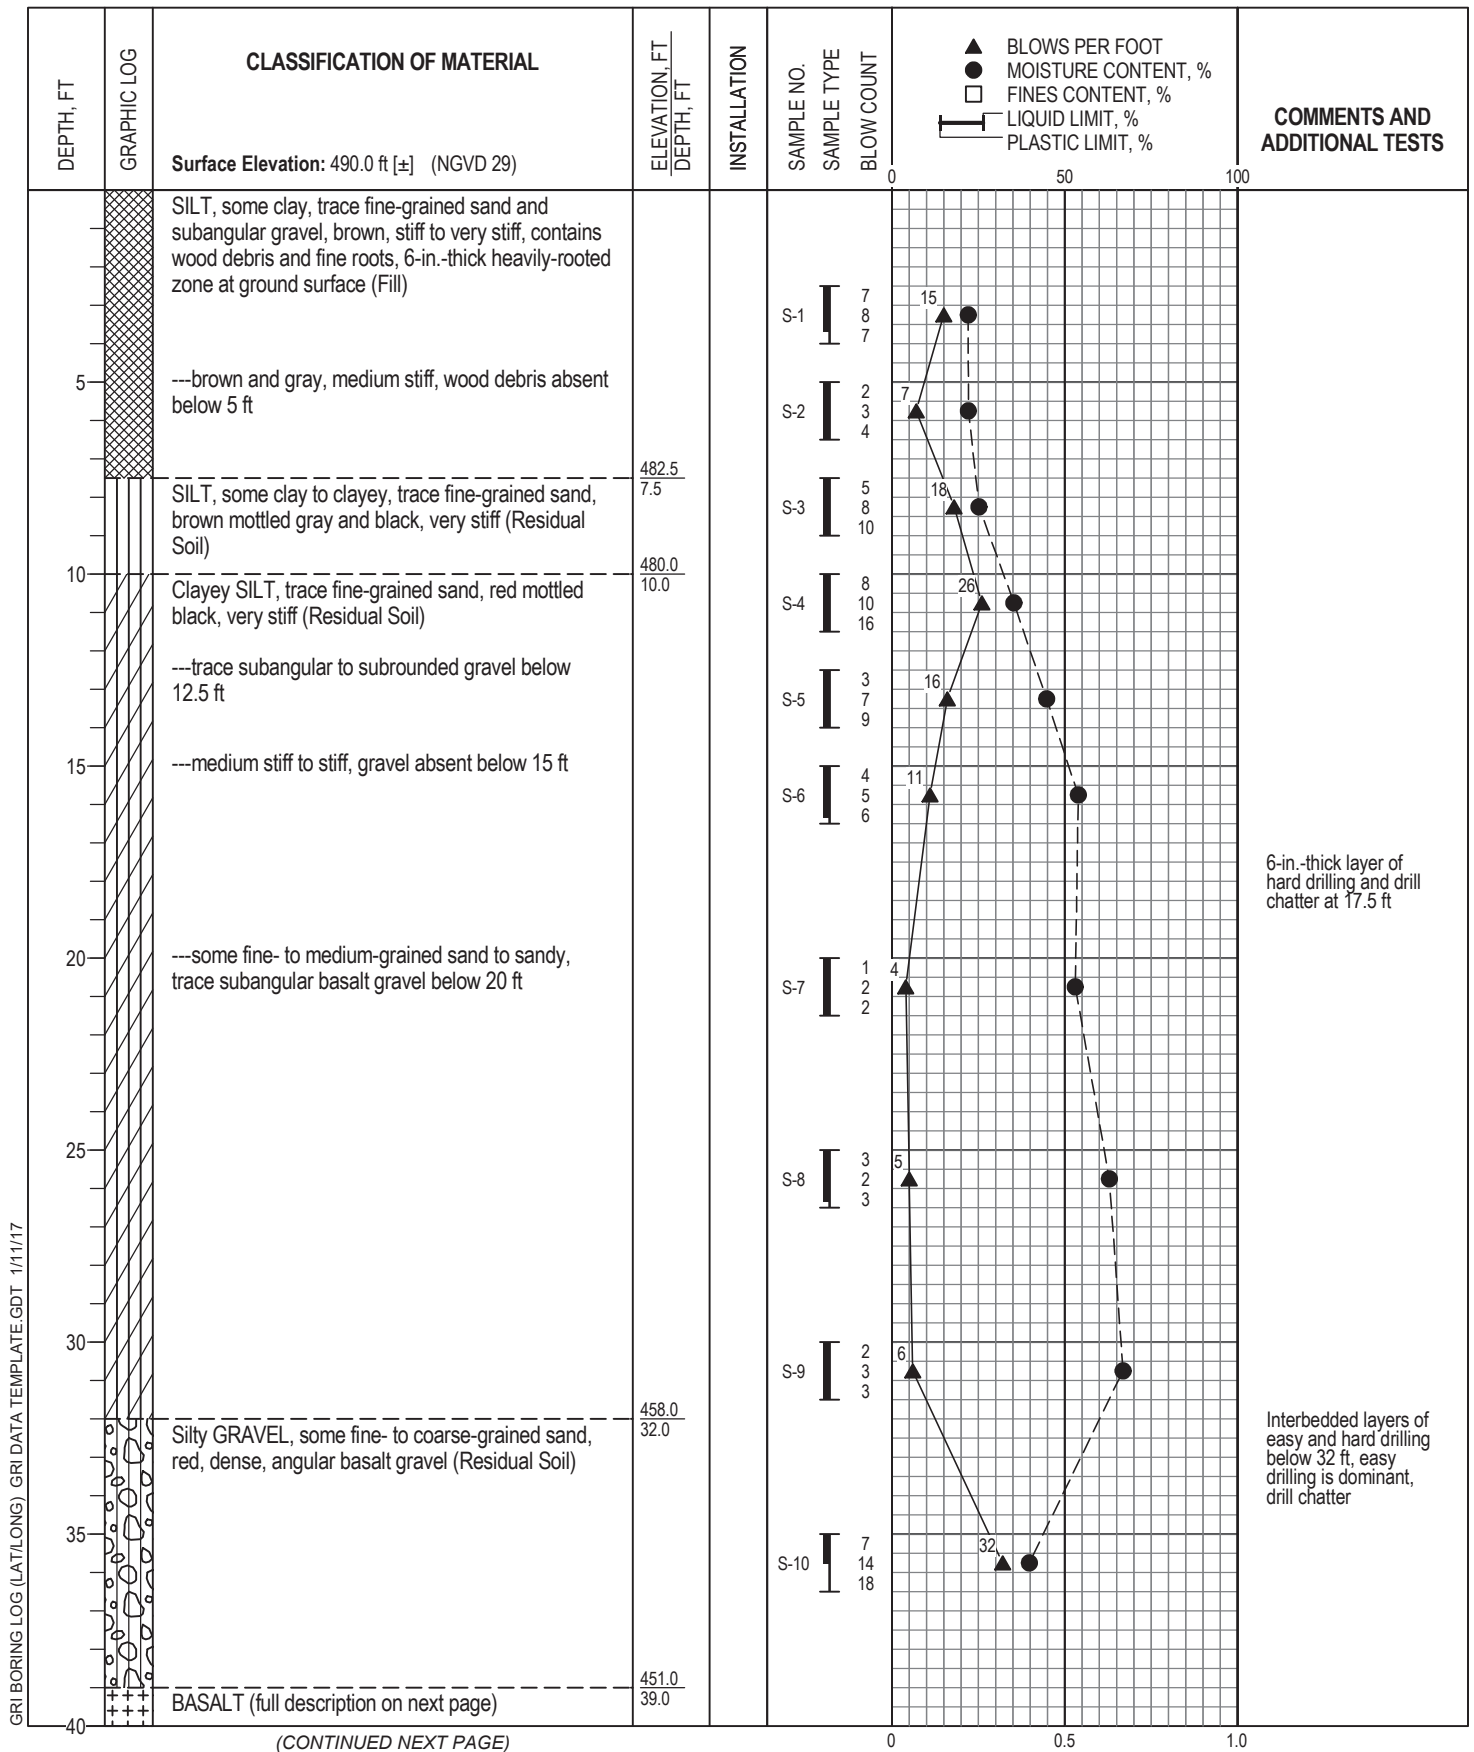 DEPTH, FT
GRAPHIC LOG
CLASSIFICATION OF MATERIAL
Surface Elevation: 490.0 ft [±] (NGVD 29)
ELEVATION, FT
DEPTH, FT
INSTALLATION
SAMPLE NO.
SAMPLE TYPE
BLOW COUNT
BLOWS PER FOOT
MOISTURE CONTENT, %
FINES CONTENT, %
LIQUID LIMIT, %
PLASTIC LIMIT, %
0 50 100
COMMENTS AND
ADDITIONAL TESTS
SILT, some clay, trace fine-grained sand and
subangular gravel, brown, stiff to very stiff, contains
wood debris and fine roots, 6-in.-thick heavily-rooted
zone at ground surface (Fill)
S-1
7
8
7
15
5
---brown and gray, medium stiff, wood debris absent
below 5 ft
S-2
2
3
4
7
482.5
7.5
SILT, some clay to clayey, trace fine-grained sand,
brown mottled gray and black, very stiff (Residual
Soil)
S-3
5
8
10
18
480.0
10.0
10
Clayey SILT, trace fine-grained sand, red mottled
black, very stiff (Residual Soil)
S-4
8
10
16
26
---trace subangular to subrounded gravel below
12.5 ft
S-5
3
7
9
16
15
---medium stiff to stiff, gravel absent below 15 ft
S-6
4
5
6
11
6-in.-thick layer of
hard drilling and drill
chatter at 17.5 ft
20
---some fine- to medium-grained sand to sandy,
trace subangular basalt gravel below 20 ft
S-7
1
2
2
4
25
S-8
3
2
3
5
30
S-9
2
3
3
6
458.0
32.0
Silty GRAVEL, some fine- to coarse-grained sand,
red, dense, angular basalt gravel (Residual Soil)
Interbedded layers of
easy and hard drilling
below 32 ft, easy
drilling is dominant,
drill chatter
35
S-10
7
14
18
32
451.0
39.0
BASALT (full description on next page)
40
(CONTINUED NEXT PAGE)
0 0.5 1.0
GRI BORING LOG (LAT/LONG) GRI DATA TEMPLATE.GDT 1/11/17